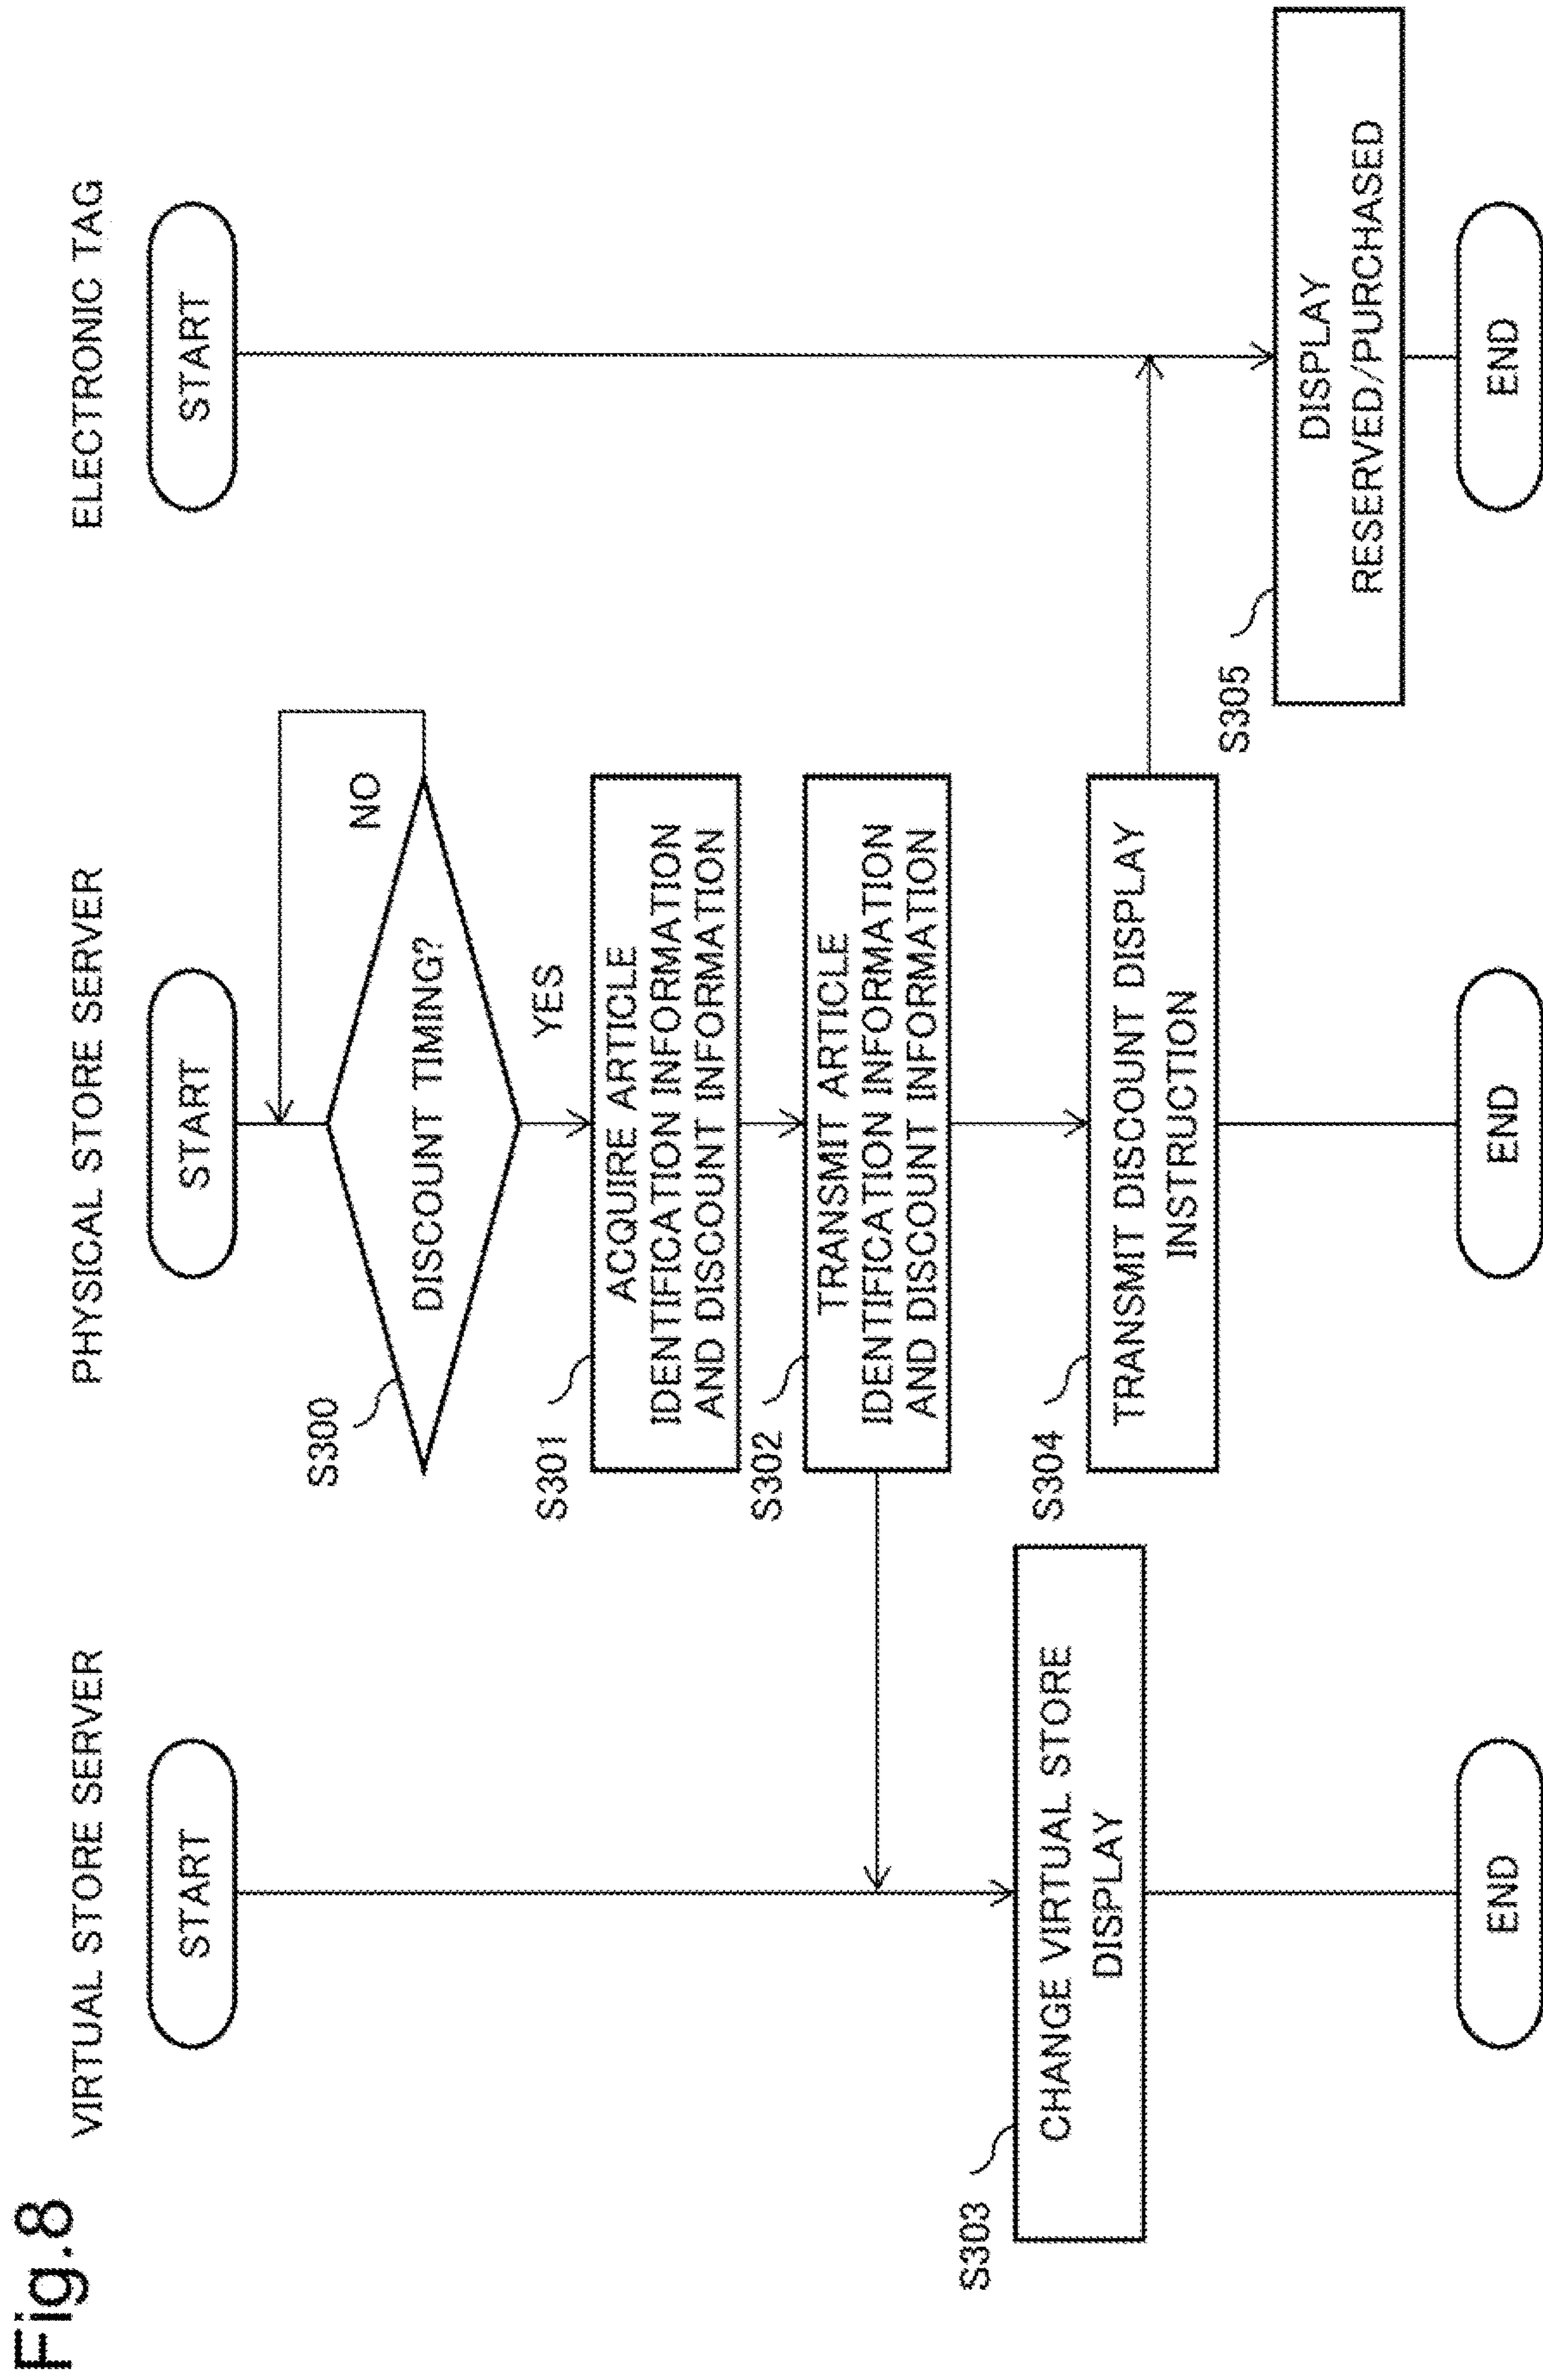 Fig.8
VIRTUAL STORE SERVER
PHYSICAL STORE SERVER
ELECTRONIC TAG
START
START
START
S300
DISCOUNT TIMING?
NO
YES
S301
ACQUIRE ARTICLE
IDENTIFICATION INFORMATION
AND DISCOUNT INFORMATION
S302
TRANSMIT ARTICLE
IDENTIFICATION INFORMATION
AND DISCOUNT INFORMATION
S303
CHANGE VIRTUAL STORE
DISPLAY
S304
TRANSMIT DISCOUNT DISPLAY
INSTRUCTION
S305
DISPLAY
RESERVED/PURCHASED
END
END
END